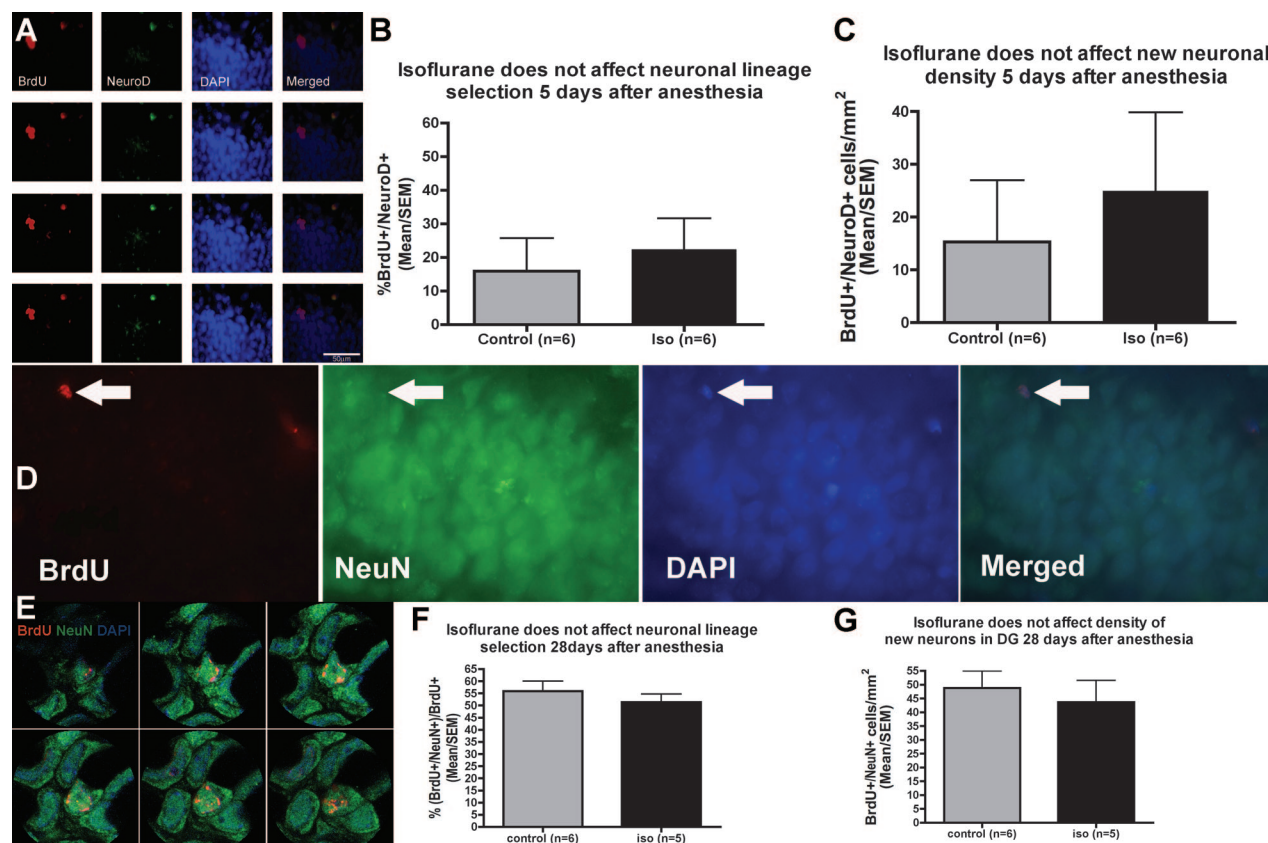 A
BrdU
NeuroD
DAPI
Merged
50µm
B
Isoflurane does not affect neuronal lineage
selection 5 days after anesthesia
%BrdU+/NeuroD+
(Mean/SEM)
60
50
40
30
20
10
0
Control (n=6)
Iso (n=6)
C
Isoflurane does not affect new neuronal
density 5 days after anesthesia
BrdU+/NeuroD+ cells/mm²
(Mean/SEM)
40
30
20
10
0
Control (n=6)
Iso (n=6)
D
BrdU
NeuN
DAPI
Merged
E
BrdU NeuN DAPI
F
Isoflurane does not affect neuronal lineage
selection 28days after anesthesia
% (BrdU+/NeuN+)/BrdU+
(Mean/SEM)
65
60
55
50
45
40
35
30
25
20
15
10
5
0
control (n=6)
iso (n=5)
G
Isoflurane does not affect density of
new neurons in DG 28 days after anesthesia
BrdU+/NeuN+ cells/mm²
(Mean/SEM)
55
50
45
40
35
30
25
20
15
10
5
0
control (n=6)
iso (n=5)